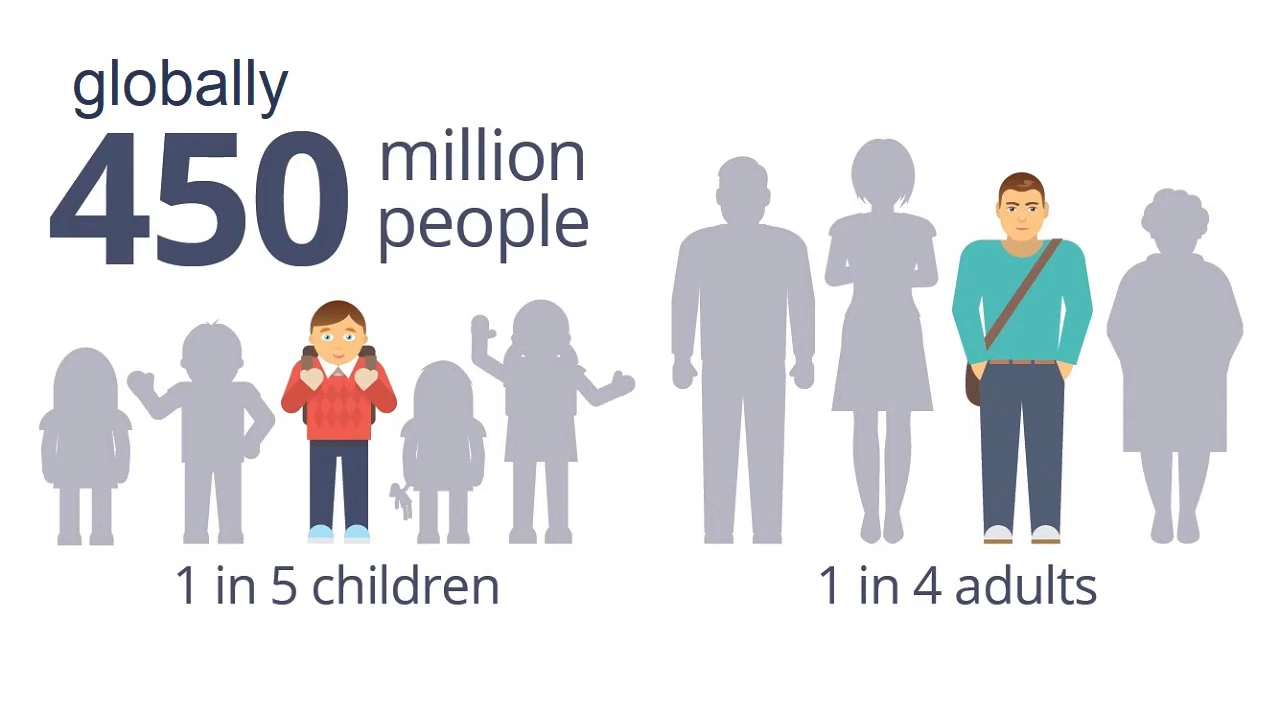 globally
450 million
people
1 in 5 children
1 in 4 adults